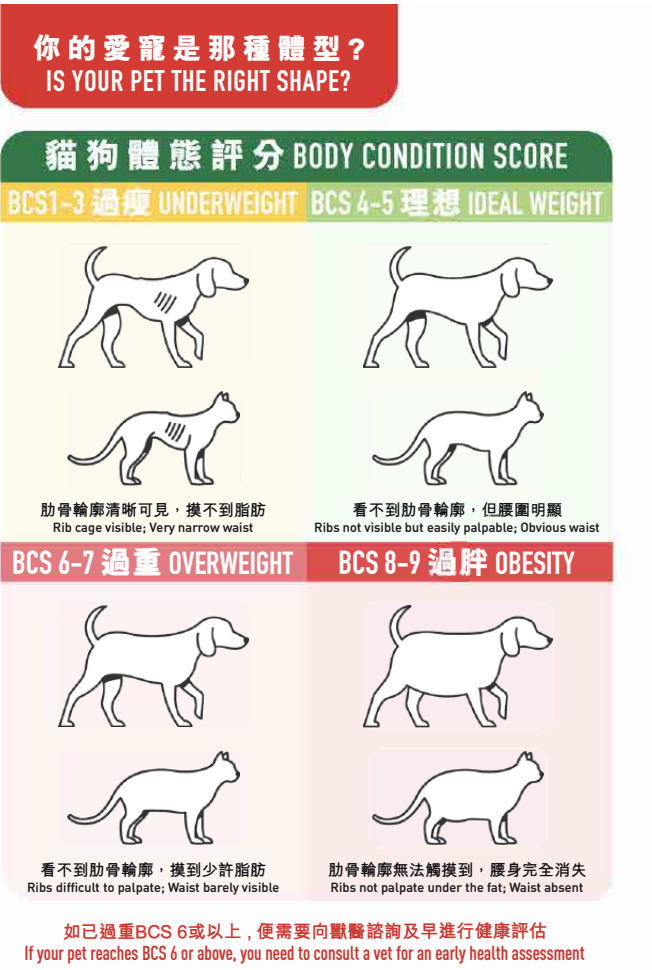 你的愛寵是那種體型?
IS YOUR PET THE RIGHT SHAPE?
貓狗體態評分 BODY CONDITION SCORE
BCS1-3 過瘦 UNDERWEIGHT
BCS 4-5 理想 IDEAL WEIGHT
肋骨輪廓清晰可見，摸不到脂肪
Rib cage visible; Very narrow waist
看不到肋骨輪廓，但腰圍明顯
Ribs not visible but easily palpable; Obvious waist
BCS 6-7 過重 OVERWEIGHT
BCS 8-9 過胖 OBESITY
看不到肋骨輪廓，摸到少許脂肪
Ribs difficult to palpate; Waist barely visible
肋骨輪廓無法觸摸到，腰身完全消失
Ribs not palpate under the fat; Waist absent
如已過重BCS 6或以上 , 便需要向獸醫諮詢及早進行健康評估
If your pet reaches BCS 6 or above, you need to consult a vet for an early health assessment